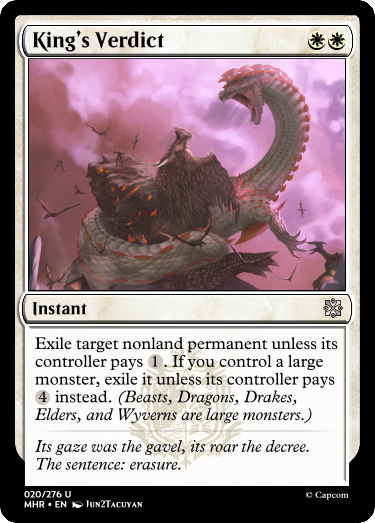 King's Verdict
Instant
Exile target nonland permanent unless its
controller pays 1 . If you control a large
monster, exile it unless its controller pays
4 instead. (Beasts, Dragons, Drakes,
Elders, and Wyverns are large monsters.)
Its gaze was the gavel, its roar the decree.
The sentence: erasure.
020/276 U
MHR • EN Jun2Tacuyan
© Capcom